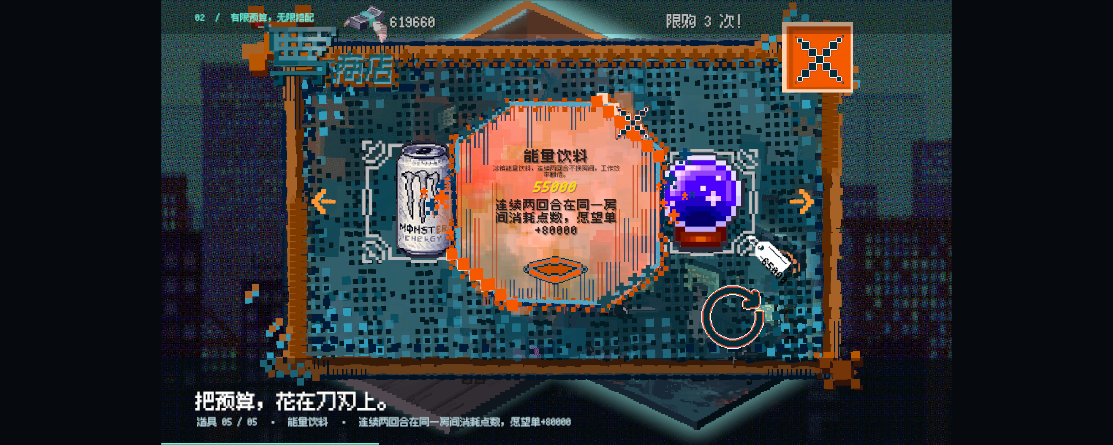 02 / 有限预算，无限搭配
619660
限购 3 次！
商店
能量饮料
55000
连续两回合在同一房
间消耗点数，愿望单
+80000
MONSTER
ENERGY
-6500
把预算，花在刀刃上。
道具 05 / 05 · 能量饮料 · 连续两回合在同一房间消耗点数，愿望单+80000